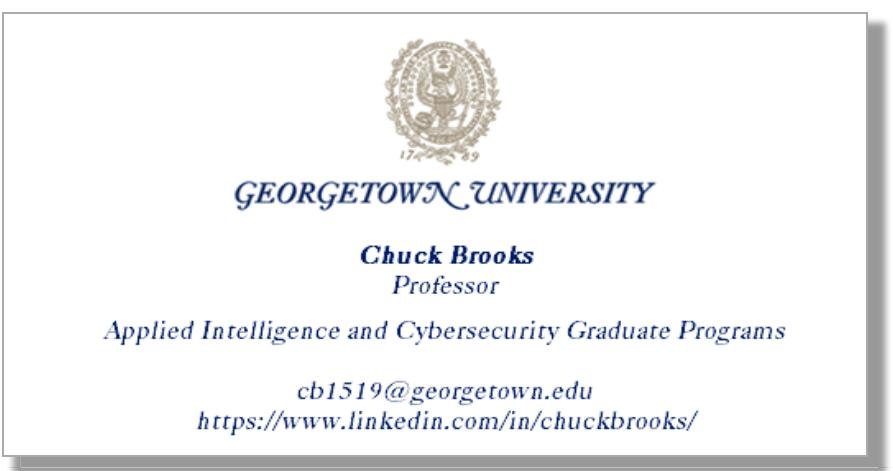 1789
GEORGETOWN UNIVERSITY
Chuck Brooks
Professor
Applied Intelligence and Cybersecurity Graduate Programs
cb1519@georgetown.edu
https://www.linkedin.com/in/chuckbrooks/